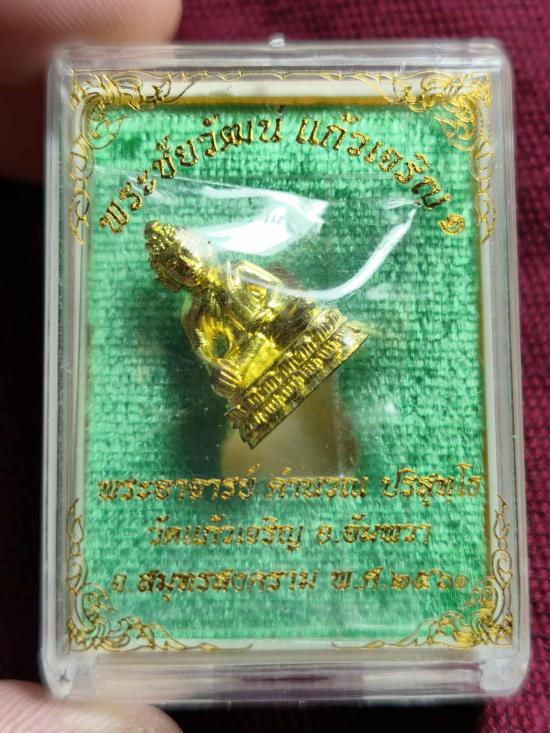 พระชัยวัฒน์ แก้วเจริญ ๑
พระอาจารย์ คำนวณ ปริสุทฺโธ
วัดแก้วเจริญ อ.อัมพวา
จ.สมุทรสงคราม พ.ศ.๒๕๖๑